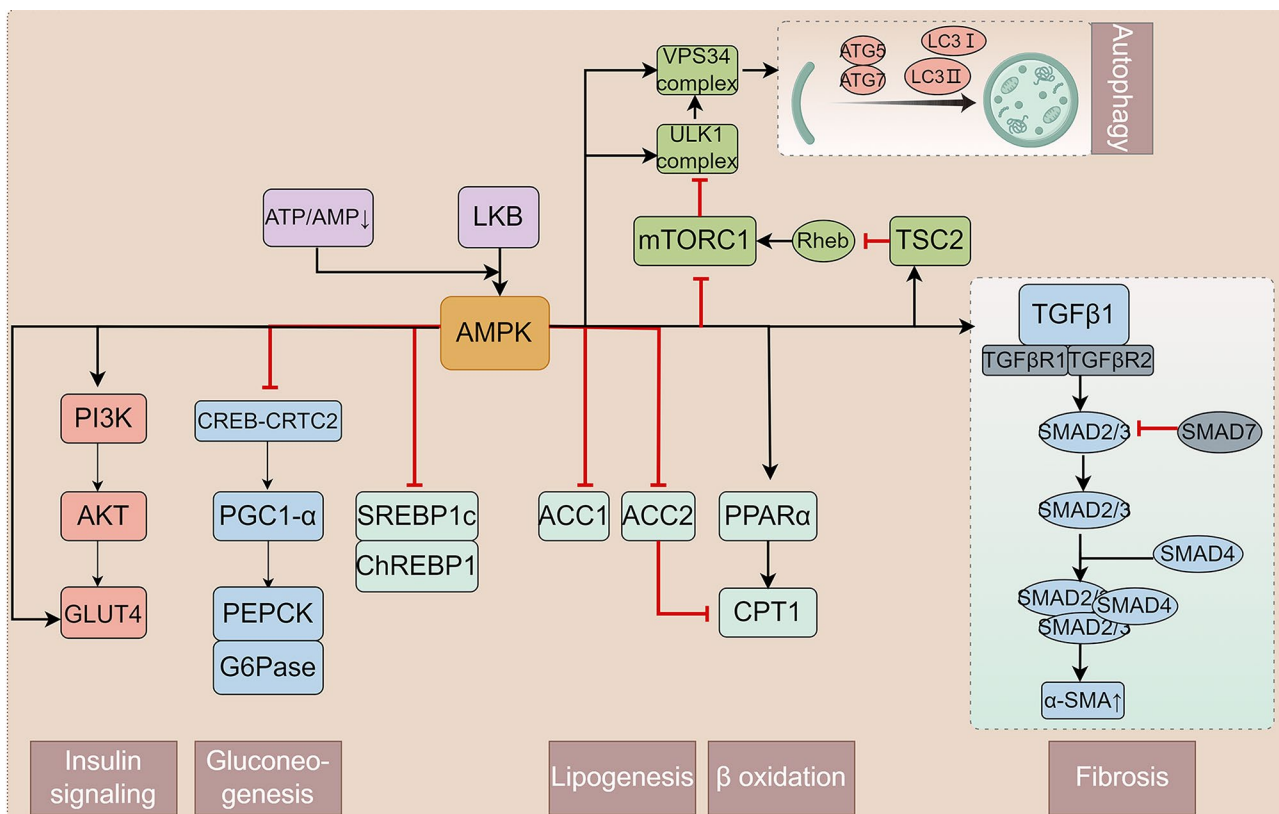 VPS34
complex
ATG5
ATG7
LC3 I
LC3 II
Autophagy
ULK1
complex
ATP/AMP↓
LKB
mTORC1
Rheb
TSC2
AMPK
TGFβ1
TGFβR1
TGFβR2
PI3K
CREB-CRTC2
SMAD2/3
SMAD7
AKT
PGC1-α
SREBP1c
ChREBP1
ACC1
ACC2
PPARα
SMAD2/3
SMAD4
GLUT4
PEPCK
G6Pase
CPT1
SMAD2/3
SMAD4
SMAD2/3
α-SMA↑
Insulin
signaling
Gluconeo-
genesis
Lipogenesis
β oxidation
Fibrosis